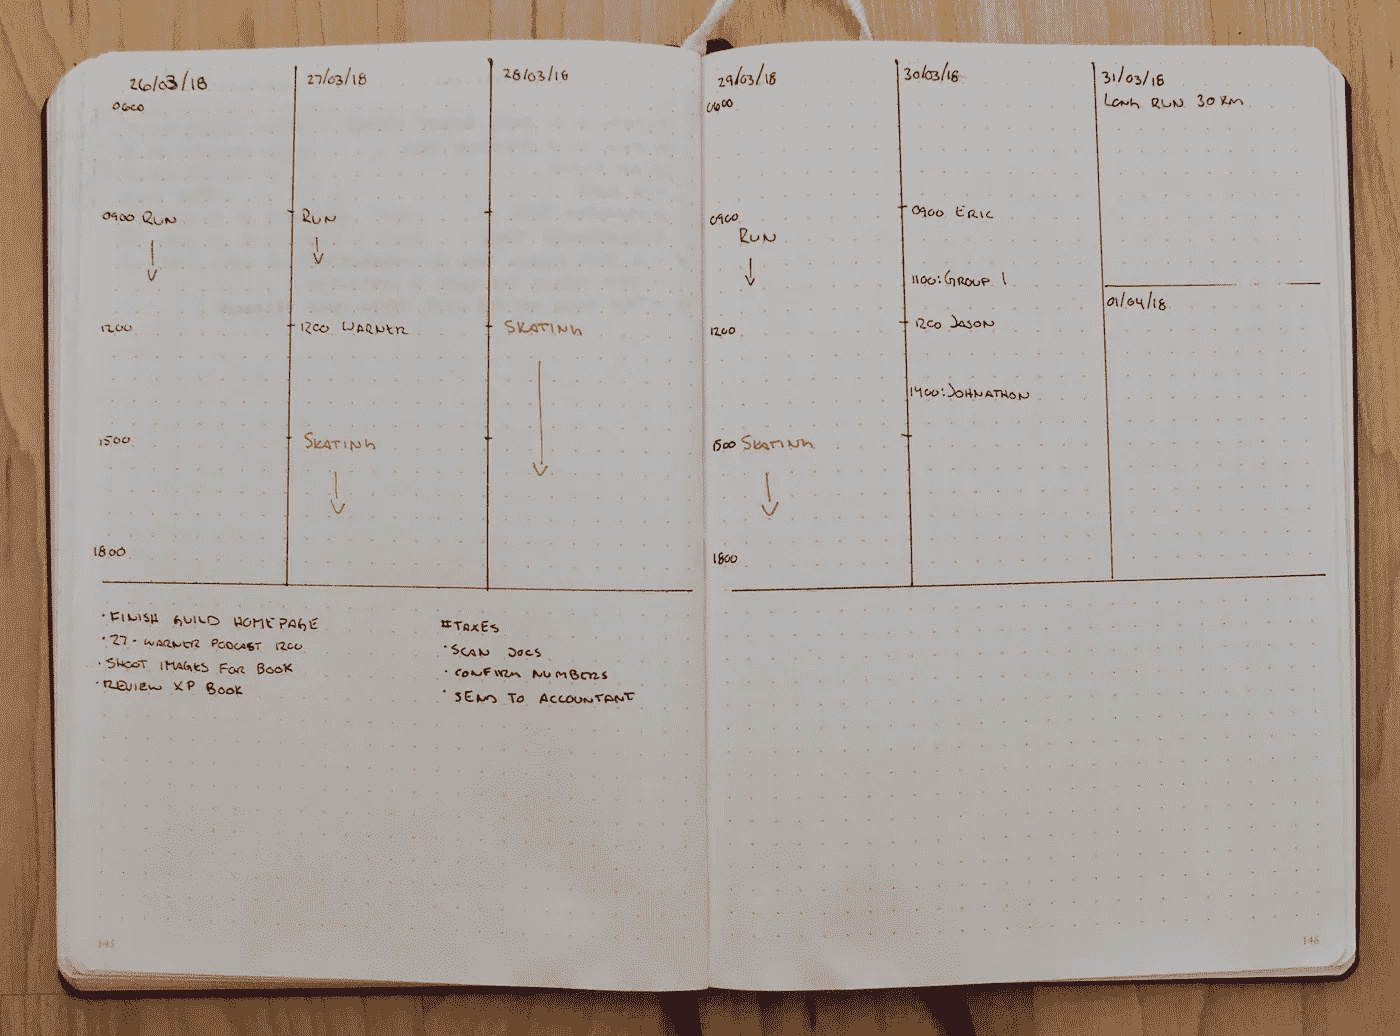 26/03/18
0600
0900 RUN
1200
1500
1800
27/03/18
RUN
1200 WARNER
SKATING
28/03/18
SKATING
· FINISH GUILD HOMEPAGE
· 27 - WARNER PODCAST 1200
· SHOOT IMAGES FOR BOOK
· REVIEW XP BOOK
#TAXES
· SCAN DOCS
· CONFIRM NUMBERS
· SEND TO ACCOUNTANT
145
29/03/18
0600
0900
RUN
1200
1500 SKATING
1800
30/03/18
0900 ERIC
1100: GROUP 1
1200 JASON
1400: JOHNATHON
31/03/18
LONG RUN 30 KM
01/04/18
146